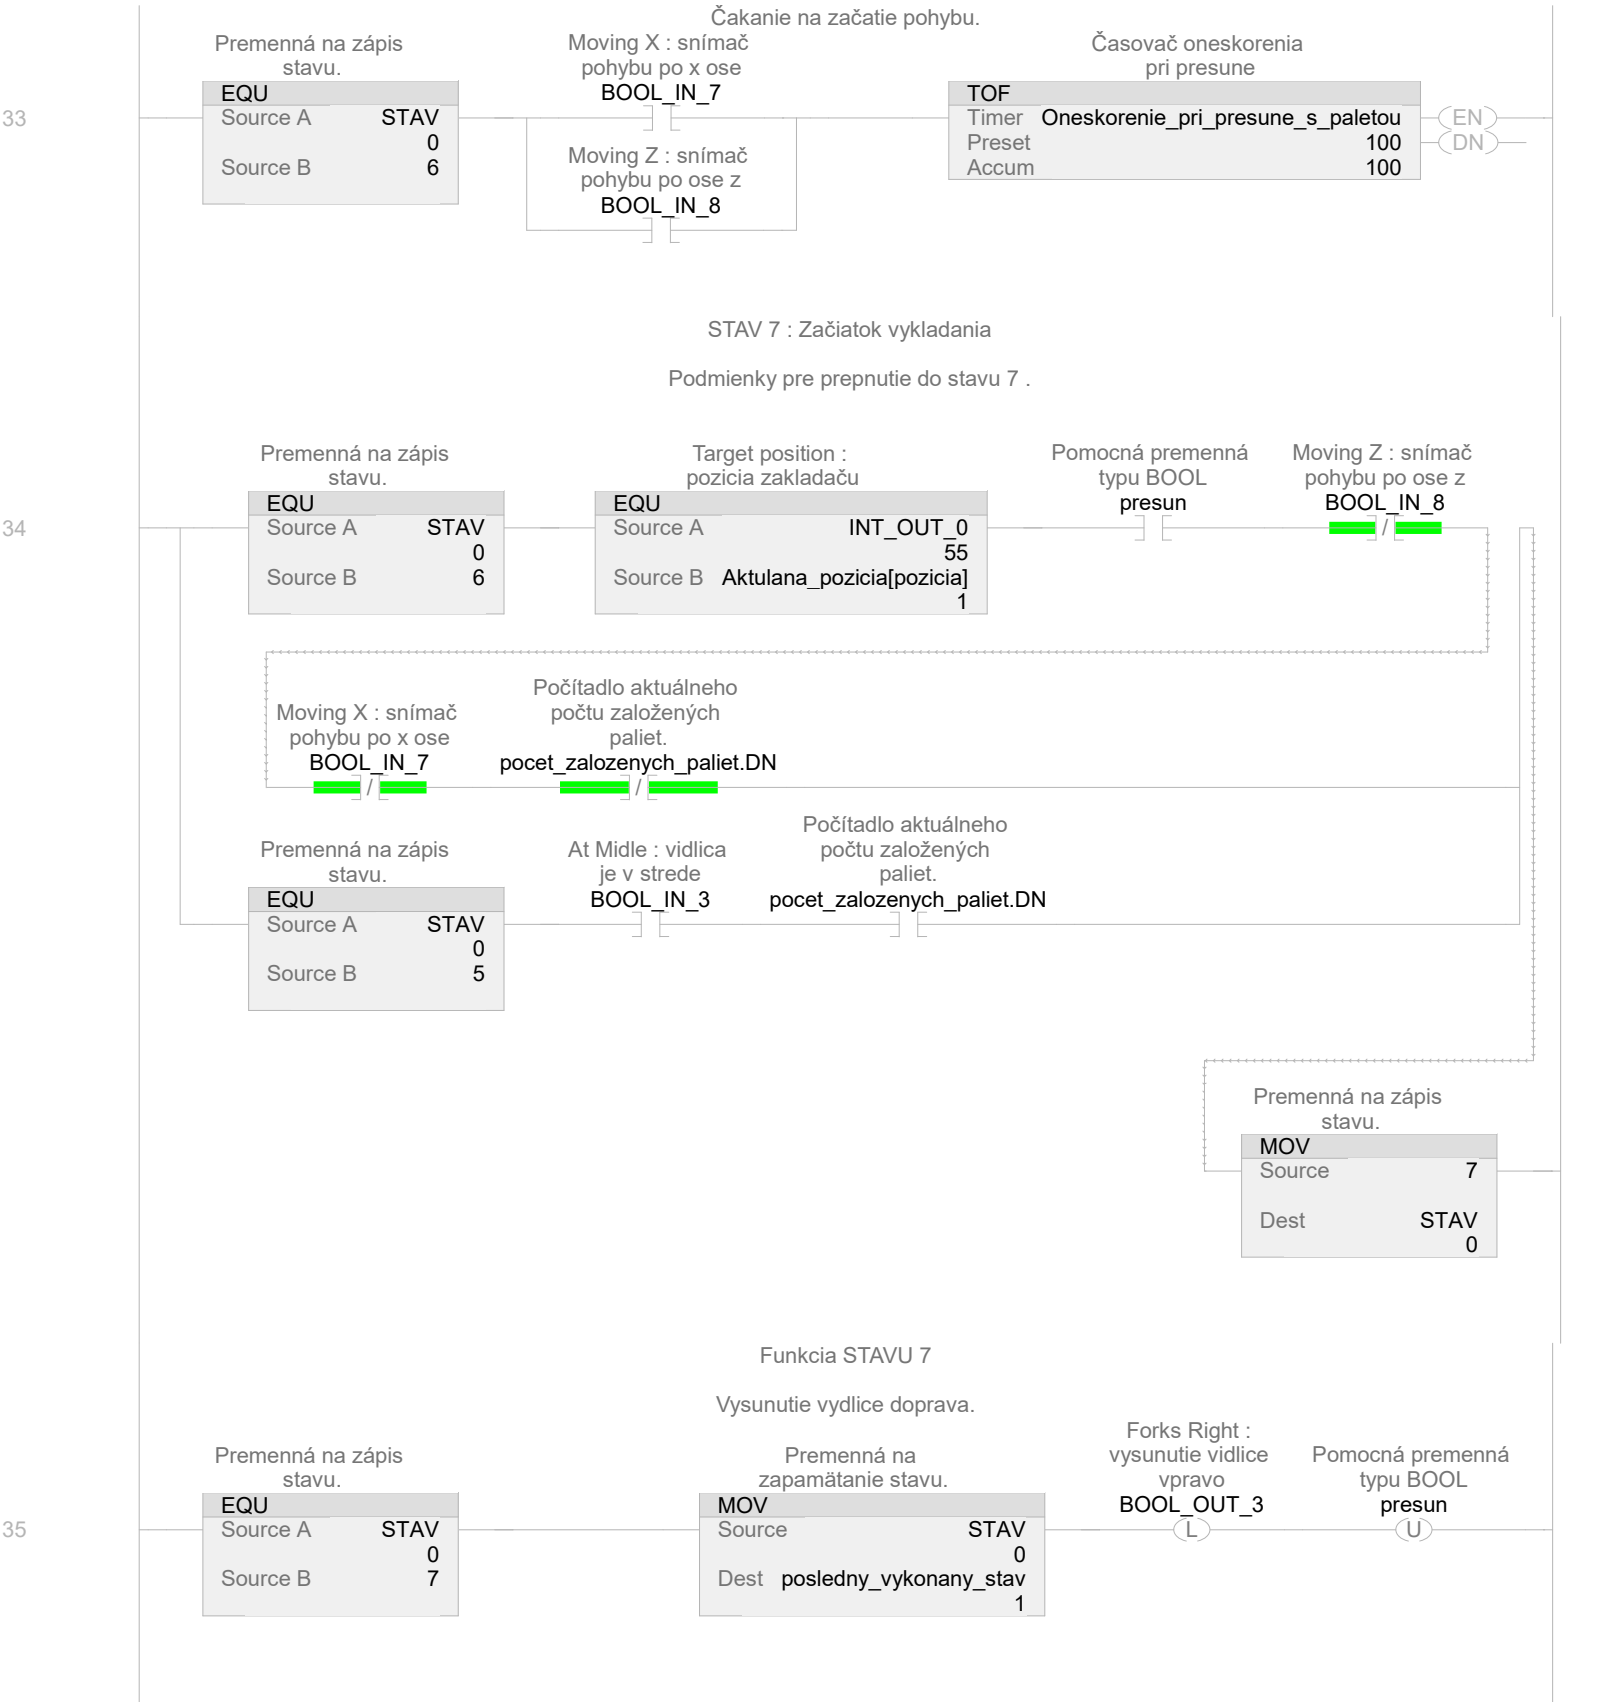 Čakanie na začatie pohybu.
Premenná na zápis
stavu.
Moving X : snímač
pohybu po x ose
BOOL_IN_7
Časovač oneskorenia
pri presune
33
EQU
Source A STAV
0
Source B 6
Moving Z : snímač
pohybu po ose z
BOOL_IN_8
TOF
Timer Oneskorenie_pri_presune_s_paletou
Preset 100
Accum 100
EN
DN
STAV 7 : Začiatok vykladania
Podmienky pre prepnutie do stavu 7 .
34
Premenná na zápis
stavu.
EQU
Source A STAV
0
Source B 6
Target position :
pozicia zakladaču
EQU
Source A INT_OUT_0
55
Source B Aktulana_pozicia[pozicia]
1
Pomocná premenná
typu BOOL
presun
Moving Z : snímač
pohybu po ose z
BOOL_IN_8
/
Moving X : snímač
pohybu po x ose
BOOL_IN_7
/
Počítadlo aktuálneho
počtu založených
paliet.
pocet_zalozenych_paliet.DN
/
Premenná na zápis
stavu.
EQU
Source A STAV
0
Source B 5
At Midle : vidlica
je v strede
BOOL_IN_3
Počítadlo aktuálneho
počtu založených
paliet.
pocet_zalozenych_paliet.DN
Premenná na zápis
stavu.
MOV
Source 7
Dest STAV
0
Funkcia STAVU 7
Vysunutie vydlice doprava.
35
Premenná na zápis
stavu.
EQU
Source A STAV
0
Source B 7
Premenná na
zapamätanie stavu.
MOV
Source STAV
0
Dest posledny_vykonany_stav
1
Forks Right :
vysunutie vidlice
vpravo
BOOL_OUT_3
L
Pomocná premenná
typu BOOL
presun
U